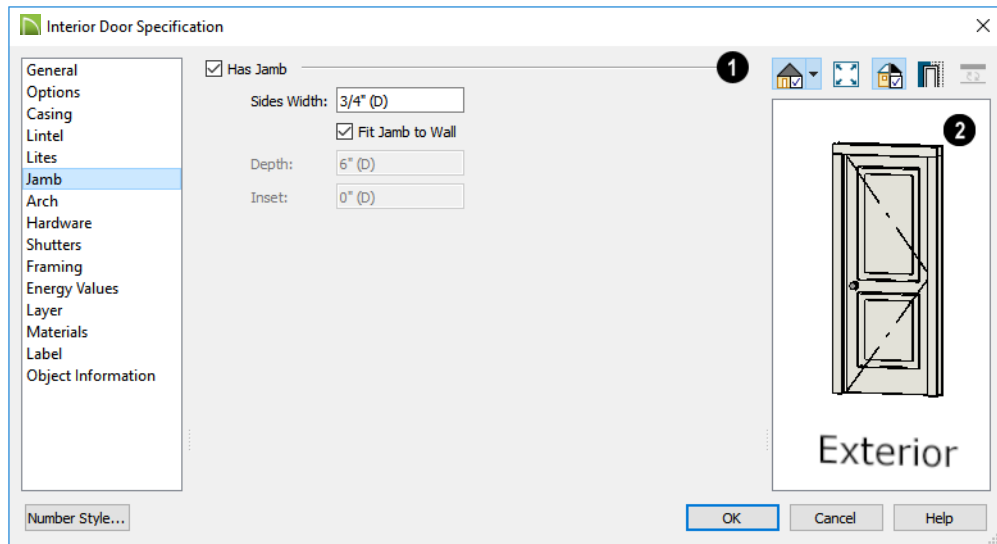 Interior Door Specification
General
Options
Casing
Lintel
Lites
Jamb
Arch
Hardware
Shutters
Framing
Energy Values
Layer
Materials
Label
Object Information
Has Jamb
1
Sides Width: 3/4" (D)
Fit Jamb to Wall
Depth: 6" (D)
Inset: 0" (D)
2
Exterior
Number Style...
OK Cancel Help